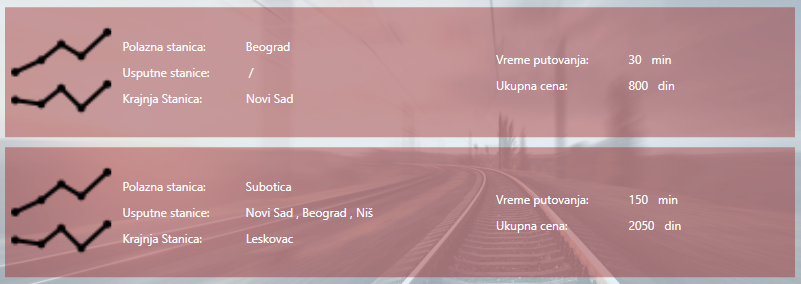 Polazna stanica: Beograd
Usputne stanice: /
Krajnja Stanica: Novi Sad
Vreme putovanja: 30 min
Ukupna cena: 800 din
Polazna stanica: Subotica
Usputne stanice: Novi Sad , Beograd , Niš
Krajnja Stanica: Leskovac
Vreme putovanja: 150 min
Ukupna cena: 2050 din